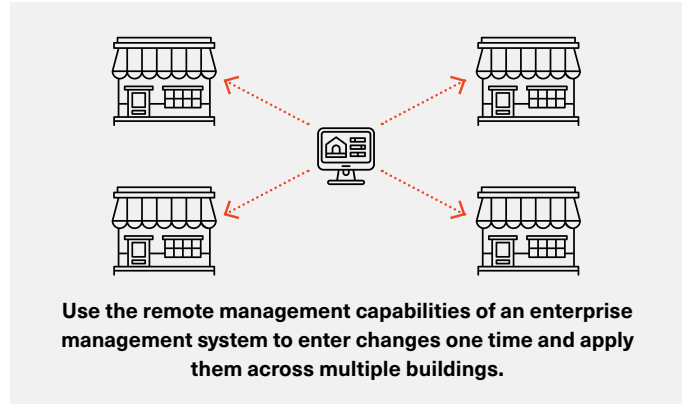 Use the remote management capabilities of an enterprise
management system to enter changes one time and apply
them across multiple buildings.